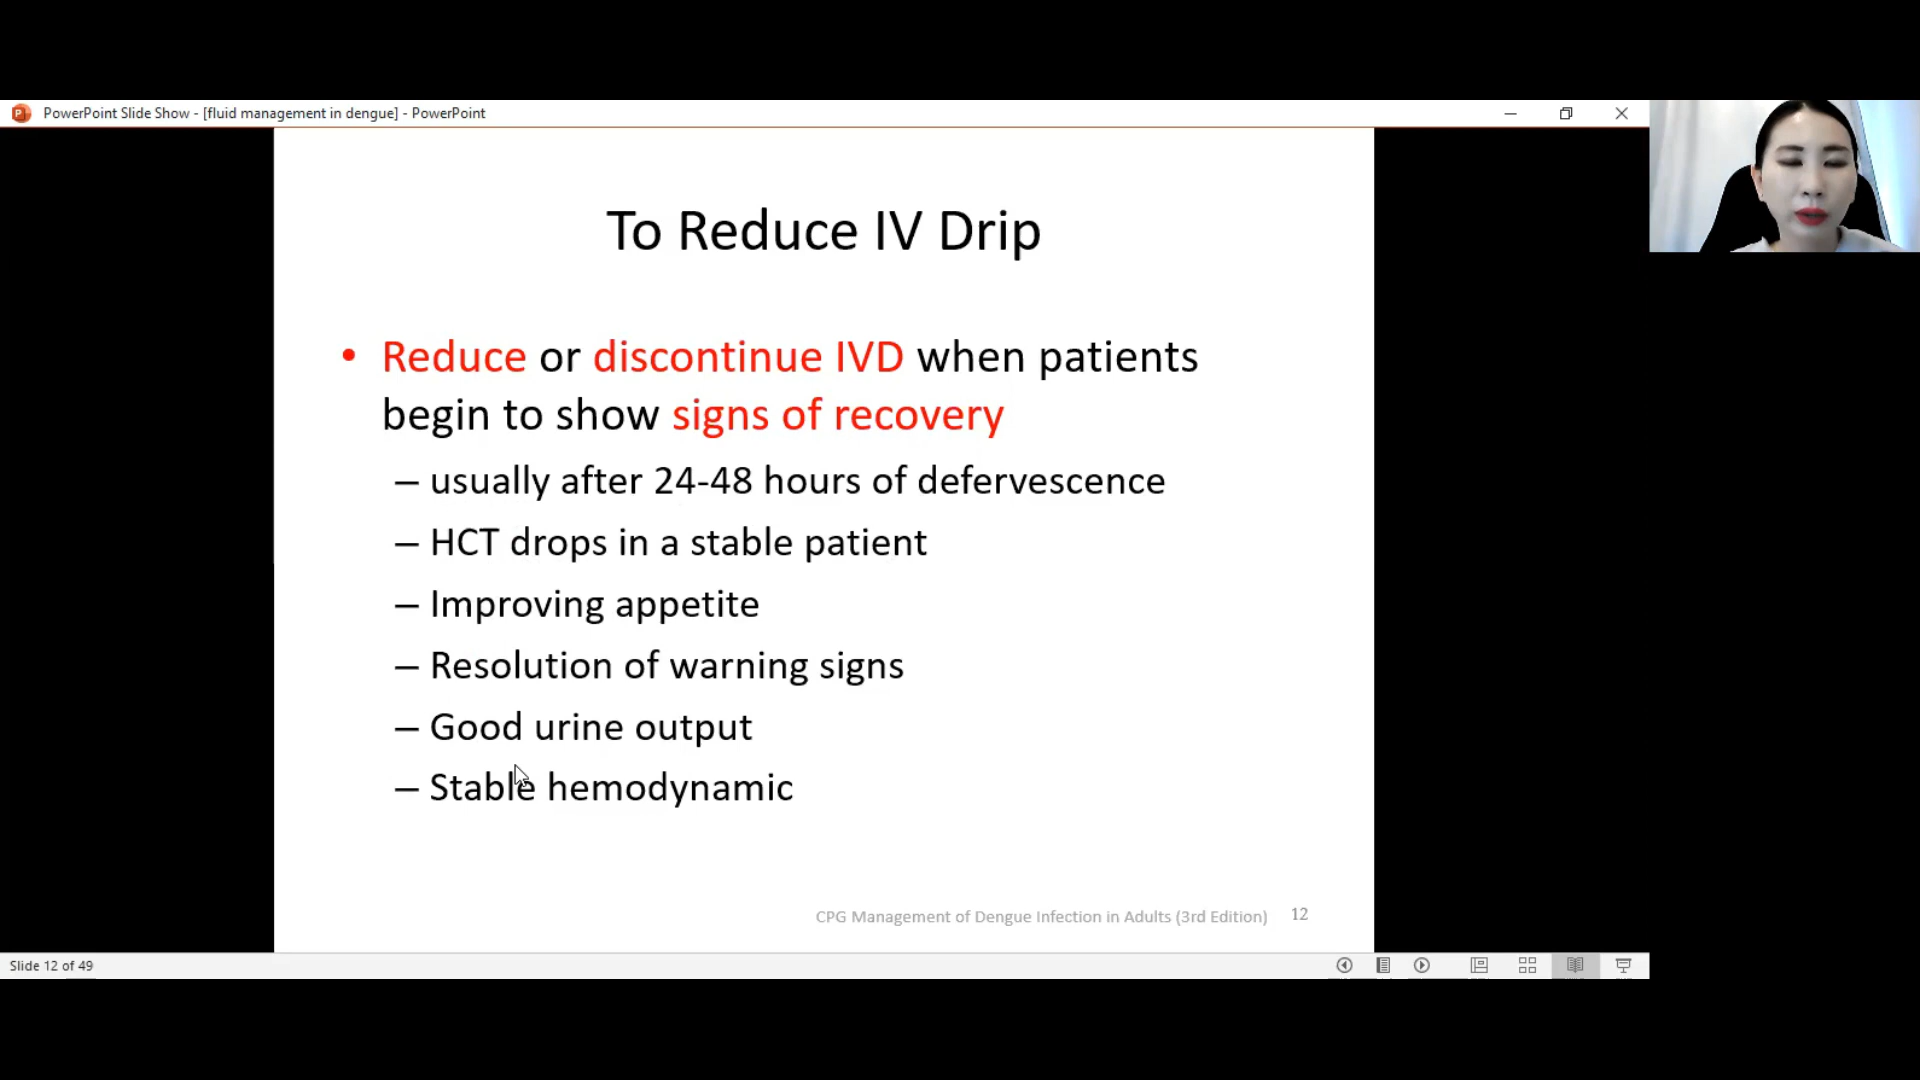 PowerPoint Slide Show - [fluid management in dengue] - PowerPoint
To Reduce IV Drip
• Reduce or discontinue IVD when patients
begin to show signs of recovery
– usually after 24-48 hours of defervescence
– HCT drops in a stable patient
– Improving appetite
– Resolution of warning signs
– Good urine output
– Stable hemodynamic
CPG Management of Dengue Infection in Adults (3rd Edition) 12
Slide 12 of 49